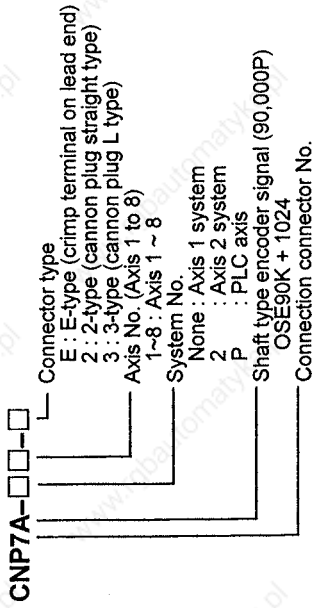 CNP7A-□□-□
Connector type
E : E-type (crimp terminal on lead end)
2 : 2-type (cannon plug straight type)
3 : 3-type (cannon plug L type)
Axis No. (Axis 1 to 8)
1~8 : Axis 1 ~ 8
System No.
None : Axis 1 system
2 : Axis 2 system
P : PLC axis
Shaft type encoder signal (90,000P)
OSE90K + 1024
Connection connector No.